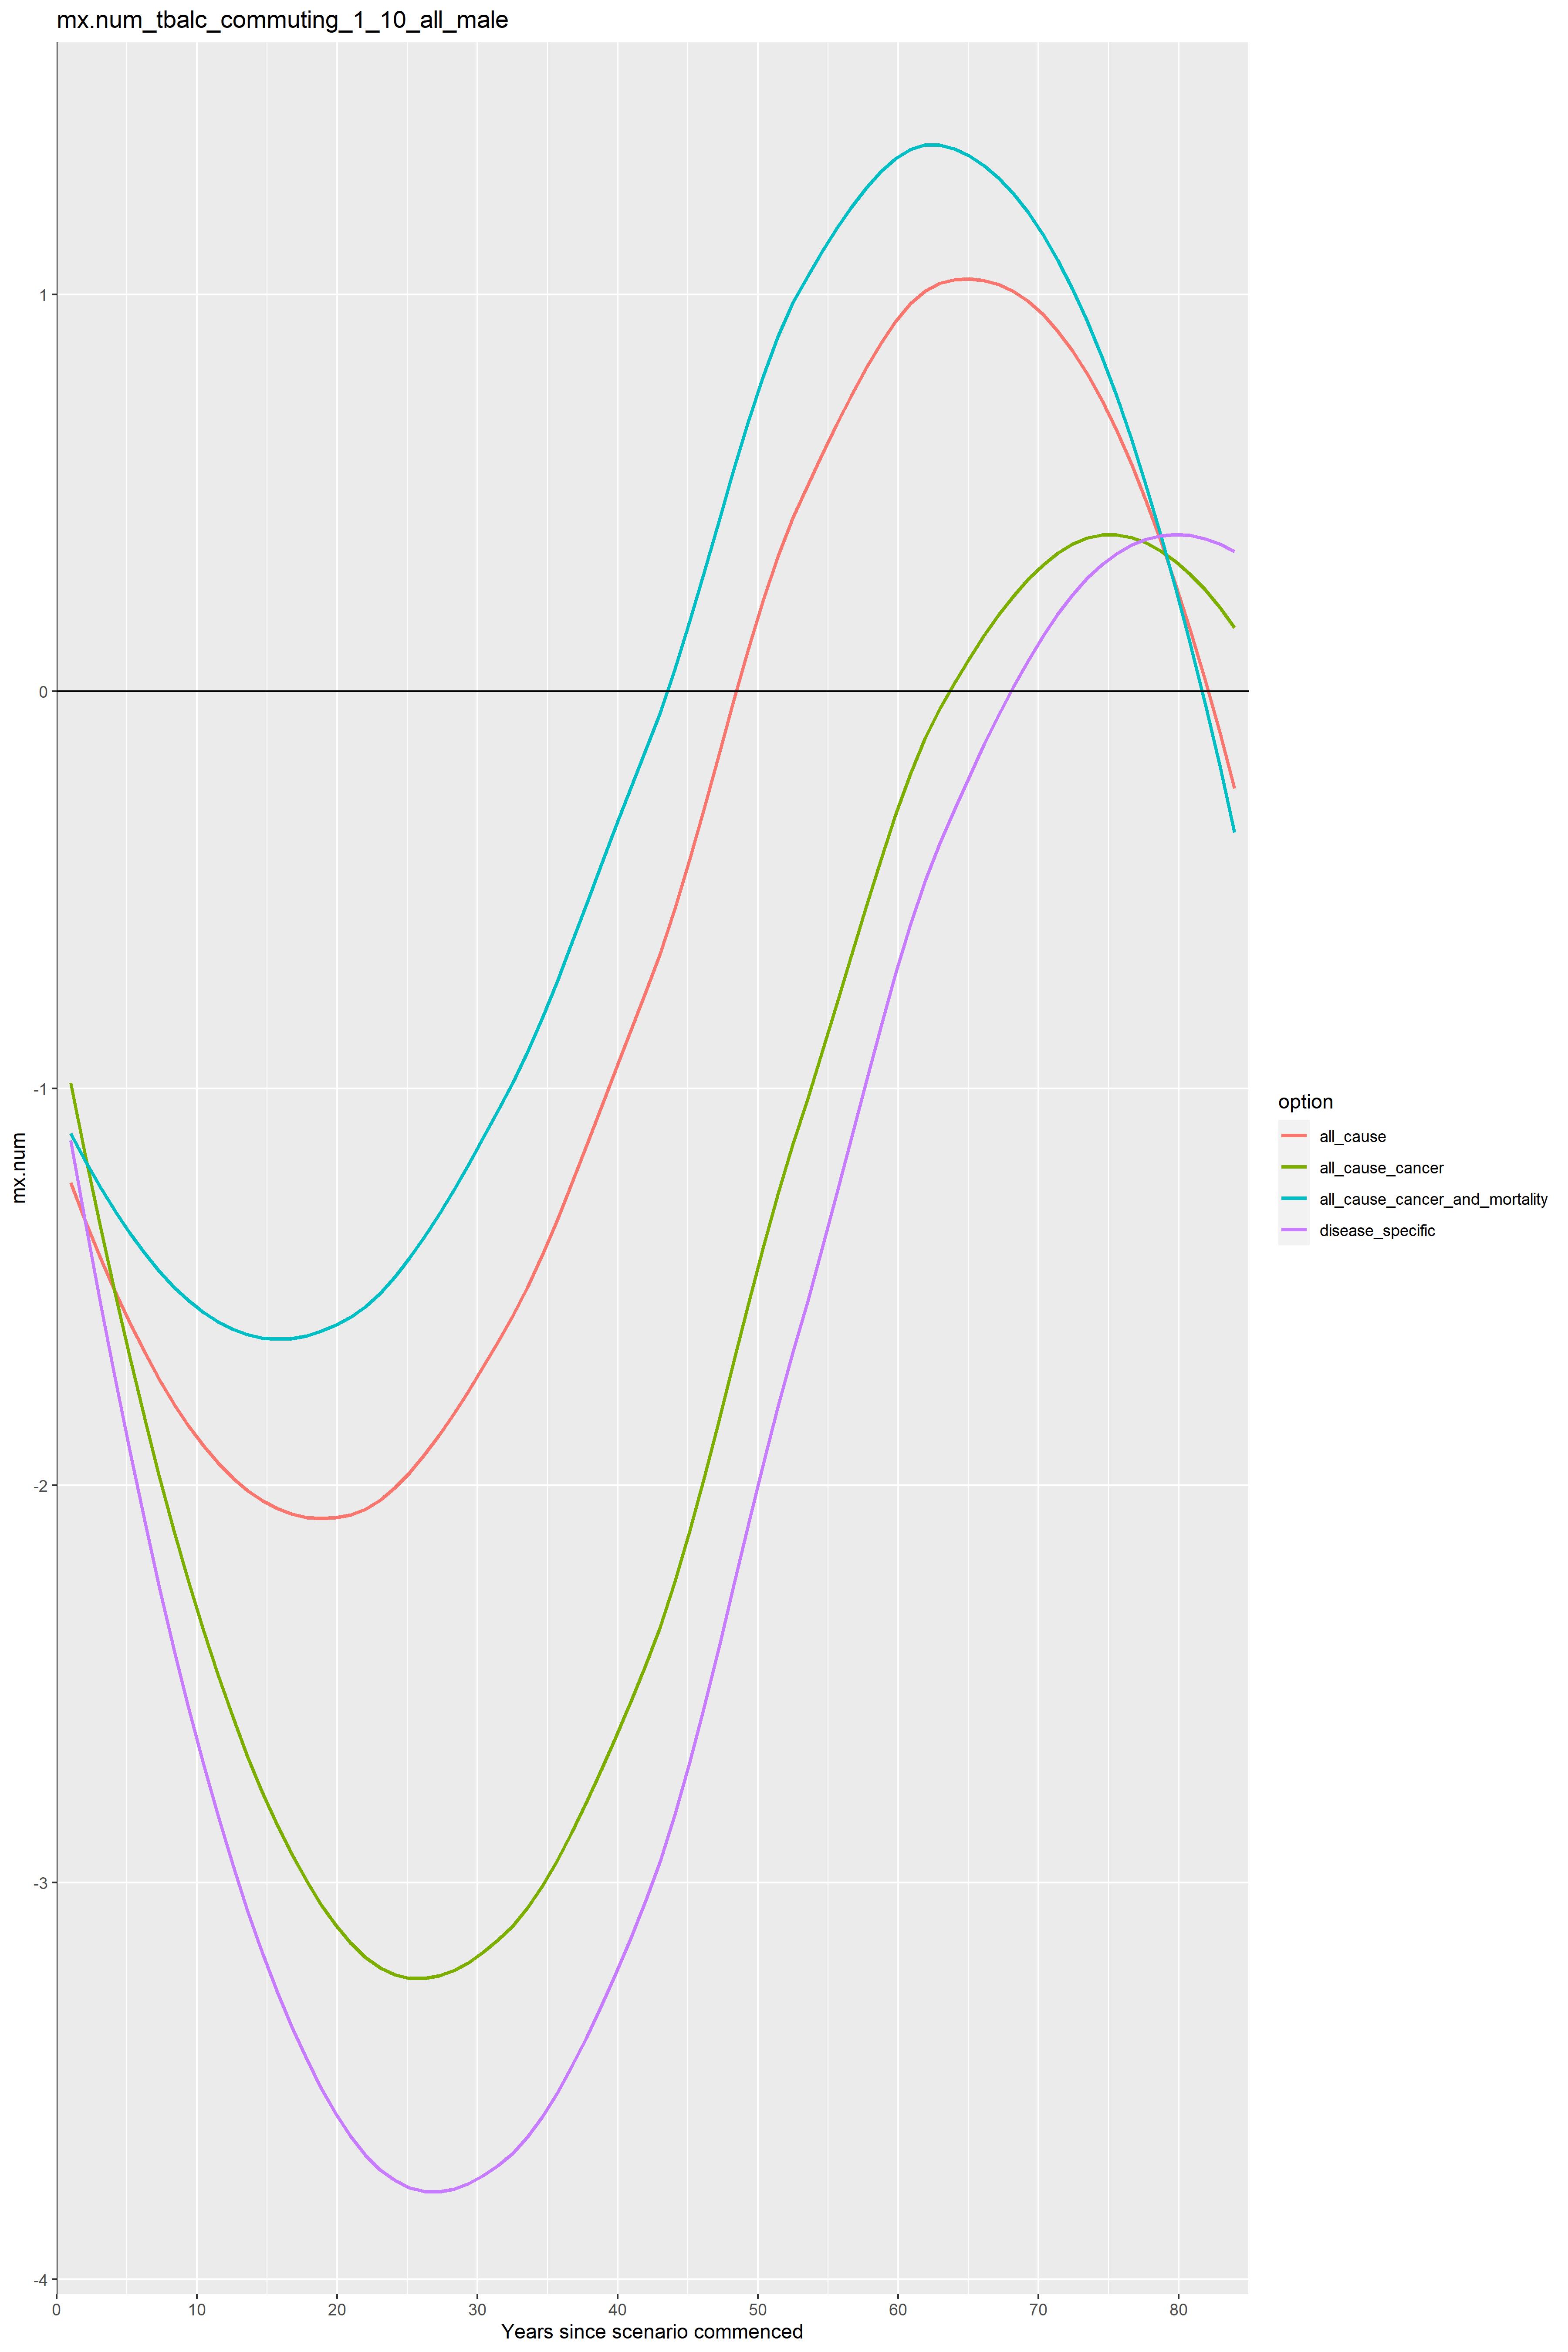 mx.num_tbalc_commuting_1_10_all_male
1
0
-1
-2
-3
-4
mx.num
0 10 20 30 40 50 60 70 80
Years since scenario commenced
option
all_cause
all_cause_cancer
all_cause_cancer_and_mortality
disease_specific